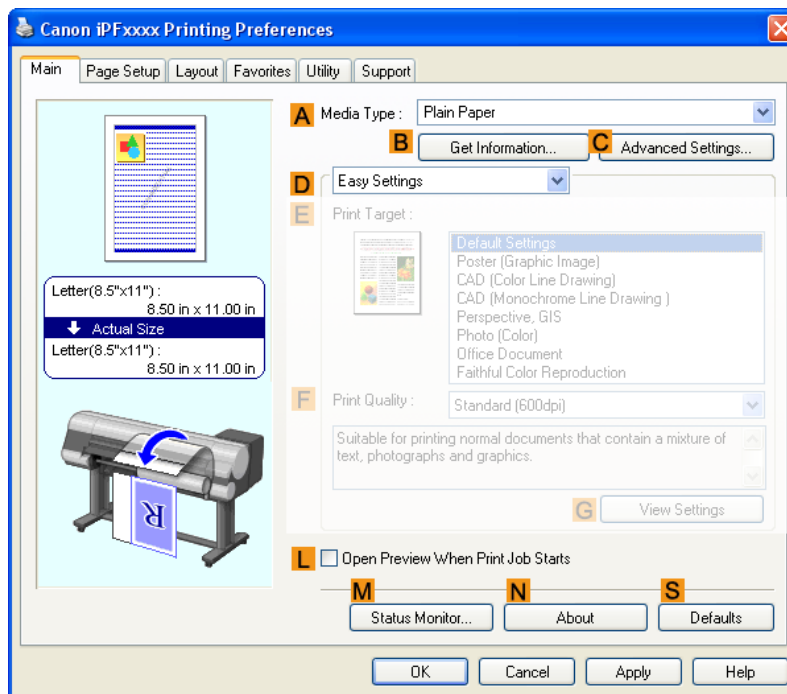 Canon iPFxxxx Printing Preferences
Main Page Setup Layout Favorites Utility Support
A Media Type : Plain Paper
B Get Information... C Advanced Settings...
D Easy Settings
E Print Target :
Default Settings
Poster (Graphic Image)
CAD (Color Line Drawing)
CAD (Monochrome Line Drawing )
Perspective, GIS
Photo (Color)
Office Document
Faithful Color Reproduction
Letter(8.5"x11") :
8.50 in x 11.00 in
Actual Size
Letter(8.5"x11") :
8.50 in x 11.00 in
F Print Quality : Standard (600dpi)
Suitable for printing normal documents that contain a mixture of
text, photographs and graphics.
G View Settings
R
L Open Preview When Print Job Starts
M Status Monitor... N About S Defaults
OK Cancel Apply Help